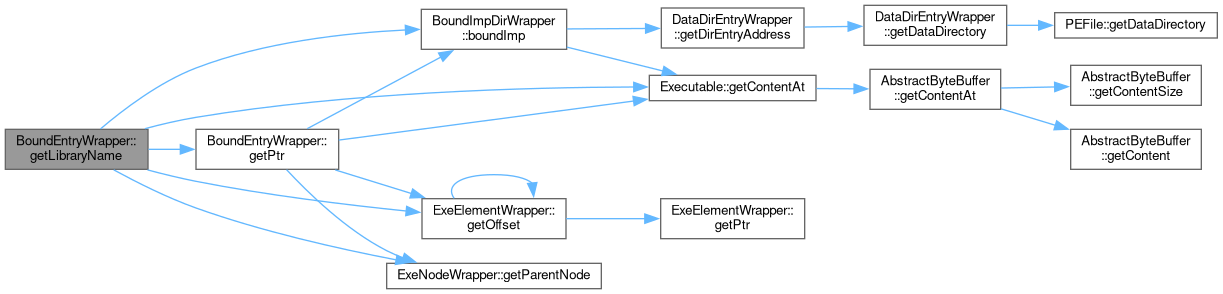 BoundEntryWrapper::
getLibraryName
BoundImpDirWrapper
::boundImp
DataDirEntryWrapper
::getDirEntryAddress
DataDirEntryWrapper
::getDataDirectory
PEFile::getDataDirectory
Executable::getContentAt
AbstractByteBuffer
::getContentAt
AbstractByteBuffer
::getContentSize
AbstractByteBuffer
::getContent
BoundEntryWrapper::
getPtr
ExeElementWrapper::
getOffset
ExeElementWrapper::
getPtr
ExeNodeWrapper::getParentNode